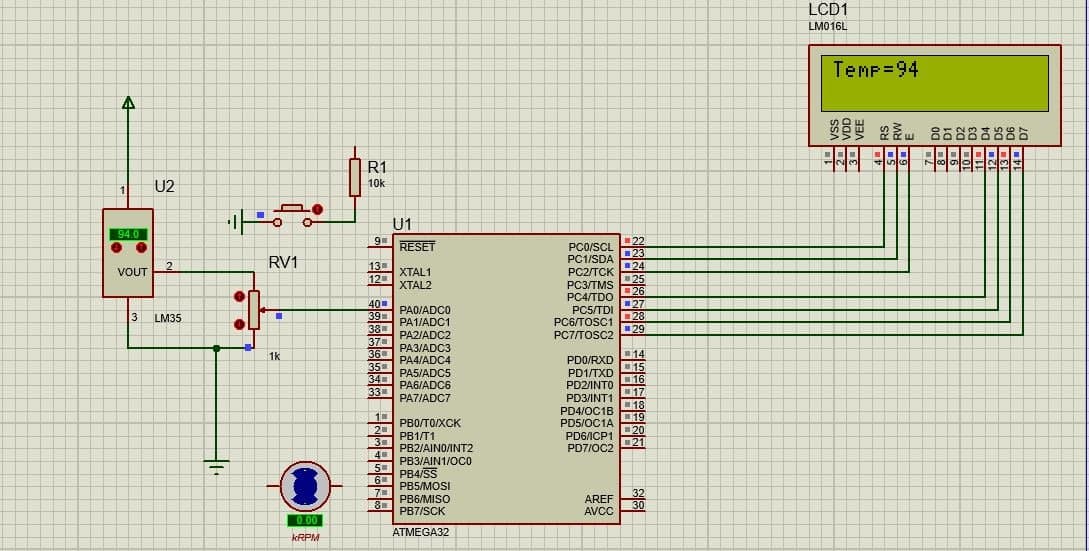 LCD1
LM016L
Temp=94
VSS
VDD
VEE
RS
RW
E
D0
D1
D2
D3
D4
D5
D6
D7
1
2
3
4
5
6
7
8
9
10
11
12
13
14
1
U2
94.0
VOUT
2
3
LM35
R1
10k
RV1
1k
U1
9 RESET
13 XTAL1
12 XTAL2
40 PA0/ADC0
39 PA1/ADC1
38 PA2/ADC2
37 PA3/ADC3
36 PA4/ADC4
35 PA5/ADC5
34 PA6/ADC6
33 PA7/ADC7
1 PB0/T0/XCK
2 PB1/T1
3 PB2/AIN0/INT2
4 PB3/AIN1/OC0
5 PB4/SS
6 PB5/MOSI
7 PB6/MISO
8 PB7/SCK
PC0/SCL 22
PC1/SDA 23
PC2/TCK 24
PC3/TMS 25
PC4/TDO 26
PC5/TDI 27
PC6/TOSC1 28
PC7/TOSC2 29
PD0/RXD 14
PD1/TXD 15
PD2/INT0 16
PD3/INT1 17
PD4/OC1B 18
PD5/OC1A 19
PD6/ICP1 20
PD7/OC2 21
AREF 32
AVCC 30
ATMEGA32
0.00
kRPM